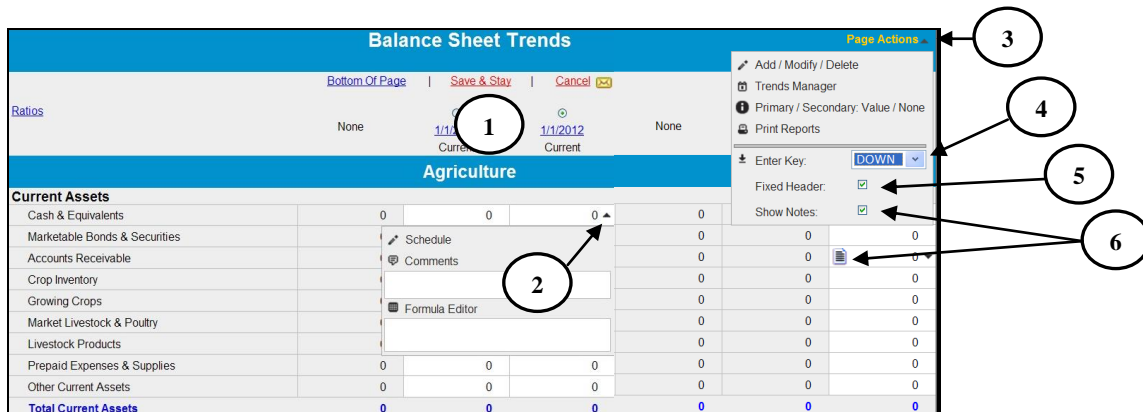 Balance Sheet Trends
Page Actions
3
Bottom Of Page | Save & Stay | Cancel
Add / Modify / Delete
Trends Manager
Primary / Secondary: Value / None
Print Reports
4
Ratios
None
1
1/1/2012
None
Current
Enter Key: DOWN
Fixed Header:
5
Show Notes:
6
Agriculture
Current Assets
Cash & Equivalents 0 0 0 0
Marketable Bonds & Securities 0 0 0
Accounts Receivable 0 0 0
Crop Inventory 0 0 0
Growing Crops 0 0 0
Market Livestock & Poultry 0 0 0
Livestock Products 0 0 0
Prepaid Expenses & Supplies 0 0 0 0 0 0
Other Current Assets 0 0 0 0 0 0
Total Current Assets 0 0 0 0 0 0
Schedule
Comments
2
Formula Editor